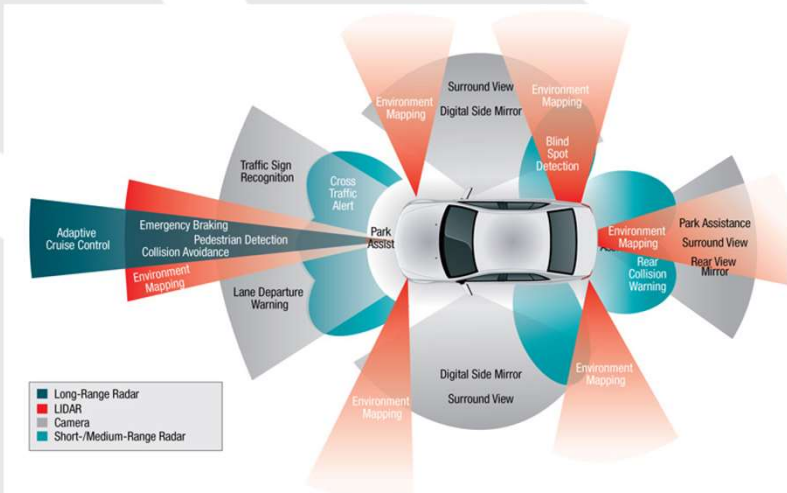 Environment
Mapping
Surround View
Digital Side Mirror
Environment
Mapping
Blind
Spot
Detection
Traffic Sign
Recognition
Cross
Traffic
Alert
Adaptive
Cruise Control
Emergency Braking
Pedestrian Detection
Collision Avoidance
Environment
Mapping
Park
Assist
Lane Departure
Warning
Environment
Mapping
Rear
Collision
Warning
Park Assistance
Surround View
Rear View
Mirror
Environment
Mapping
Digital Side Mirror
Surround View
Environment
Mapping
Long-Range Radar
LIDAR
Camera
Short-/Medium-Range Radar